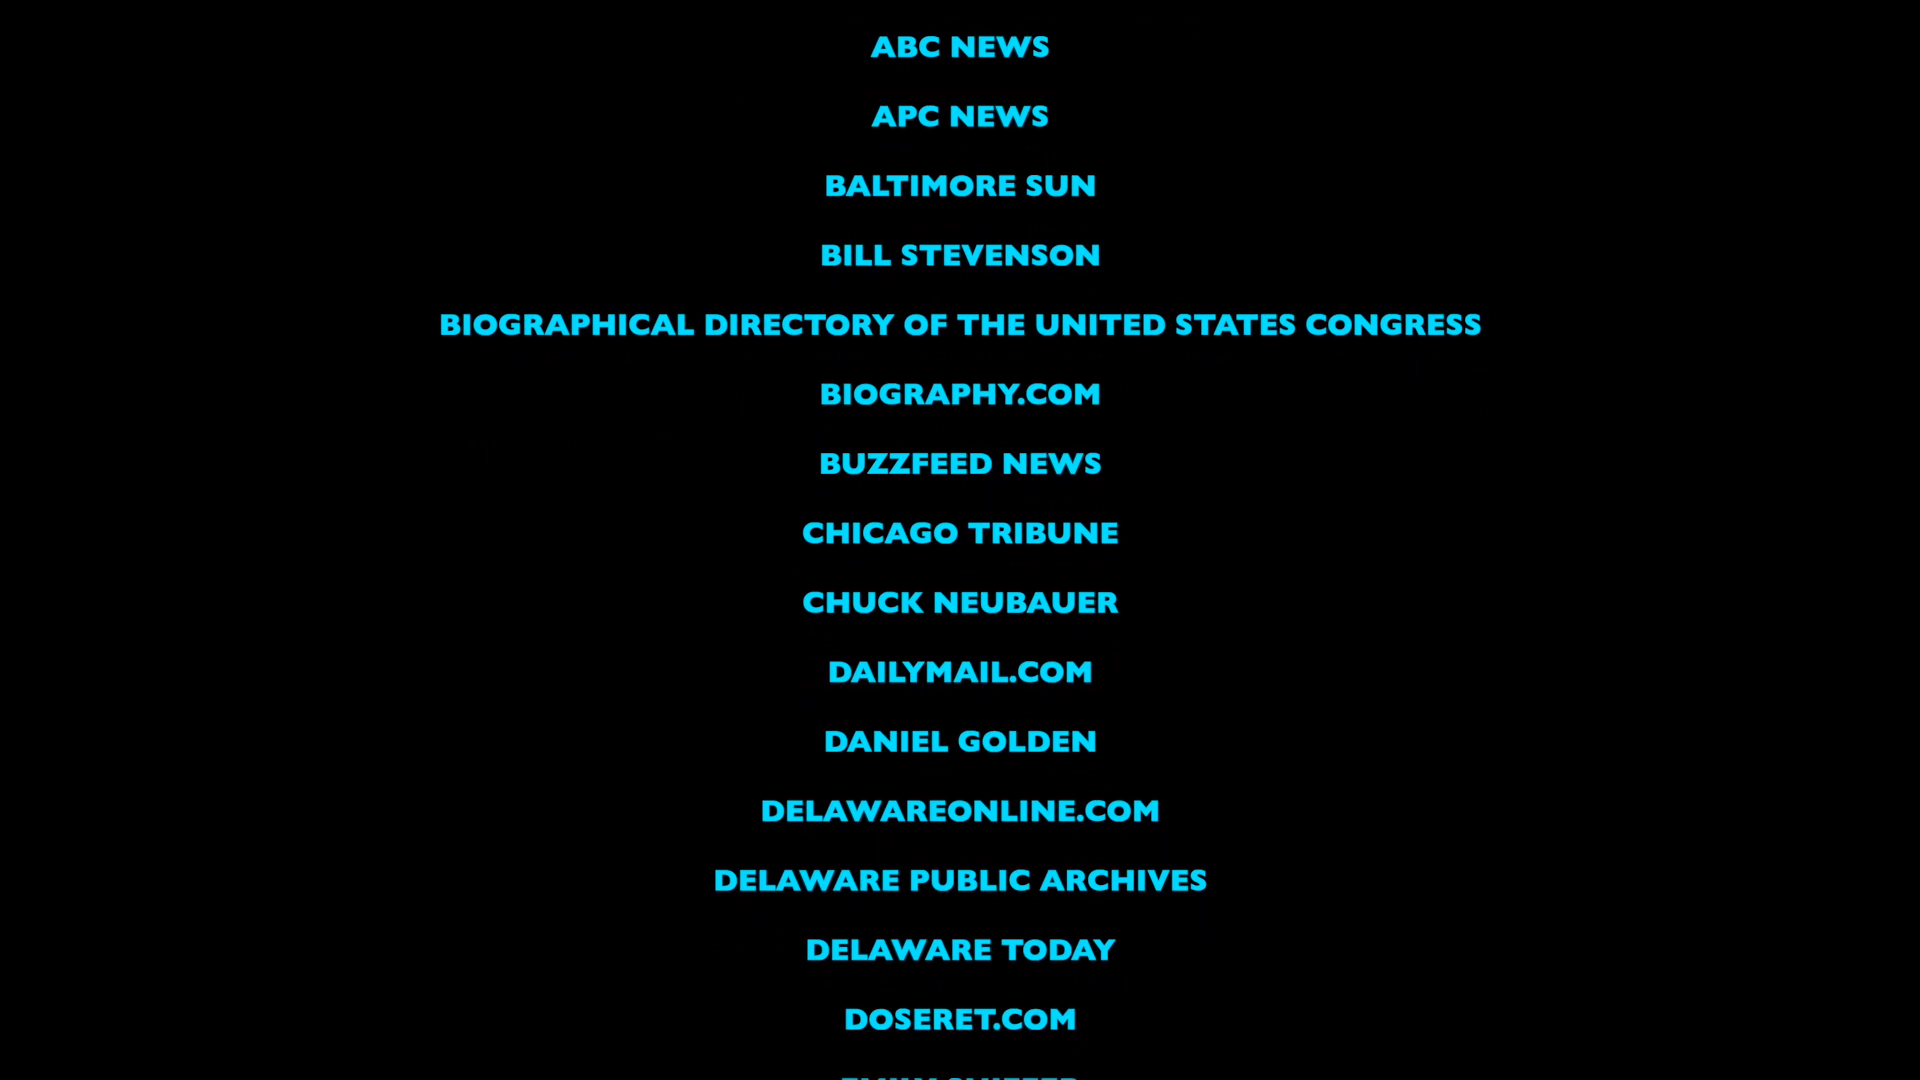 ABC NEWS
APC NEWS
BALTIMORE SUN
BILL STEVENSON
BIOGRAPHICAL DIRECTORY OF THE UNITED STATES CONGRESS
BIOGRAPHY.COM
BUZZFEED NEWS
CHICAGO TRIBUNE
CHUCK NEUBAUER
DAILYMAIL.COM
DANIEL GOLDEN
DELAWAREONLINE.COM
DELAWARE PUBLIC ARCHIVES
DELAWARE TODAY
DOSERET.COM